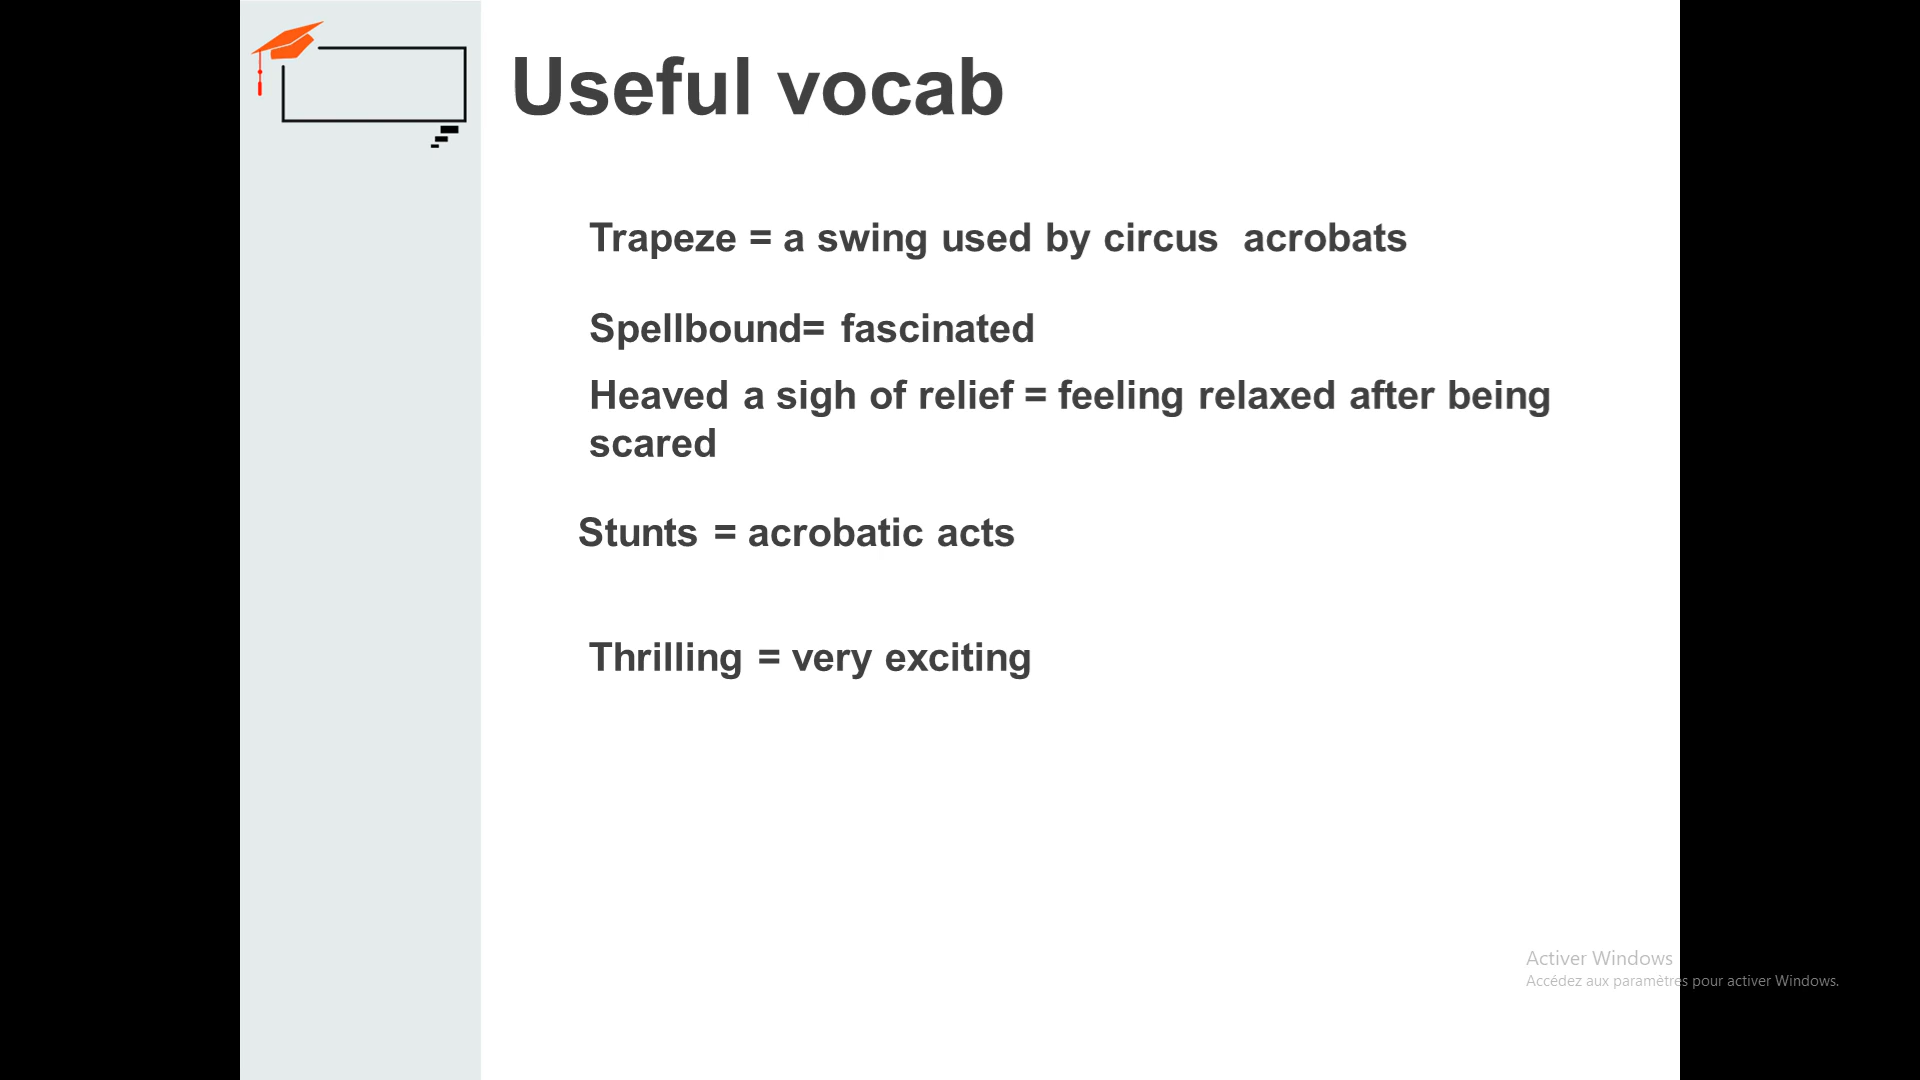 Useful vocab
Trapeze = a swing used by circus  acrobats
Spellbound= fascinated
Heaved a sigh of relief = feeling relaxed after being
scared
Stunts = acrobatic acts
Thrilling = very exciting
Activer Windows
Accédez aux paramètres pour activer Windows.